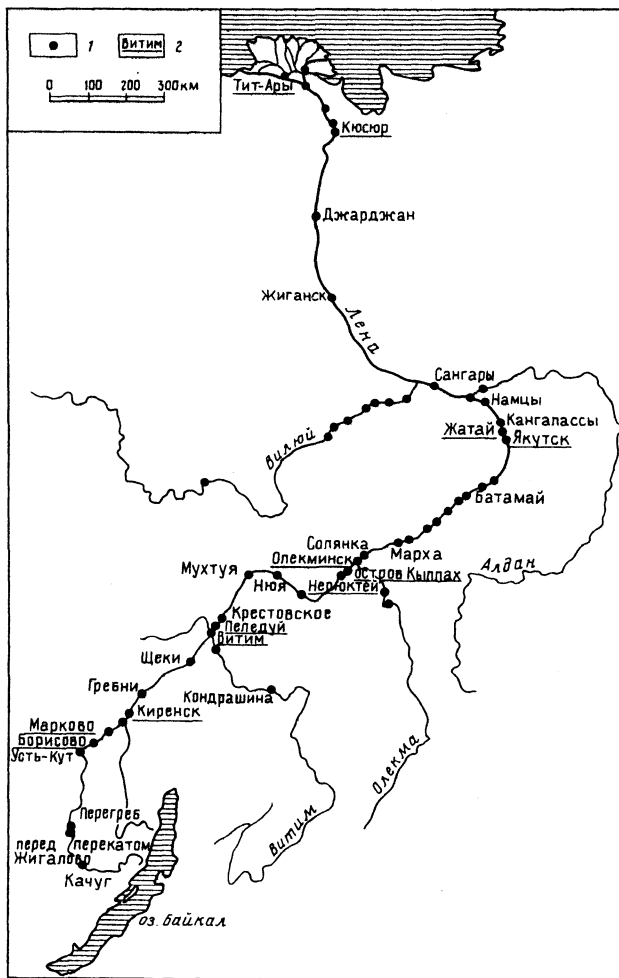 1 Витим 2
0 100 200 300км
Тит-Ары
Кюсюр
Джарджан
Жиганск
Лена
Сангары
Намцы
Кангалассы
Жатай
Якутск
Вилюй
Батамай
Солянка
Марха
Олекминск
Алдан
остров Кыллах
Мухтуя
Нюя
Нерюктей
Крестовское
Пеледуй
Витим
Щеки
Гребни
Кондрашина
Киренск
Марково
Борисово
Усть-Кут
Олекма
Перегреб
перед перекатом
Жигалово
Витим
Качуг
оз. Байкал